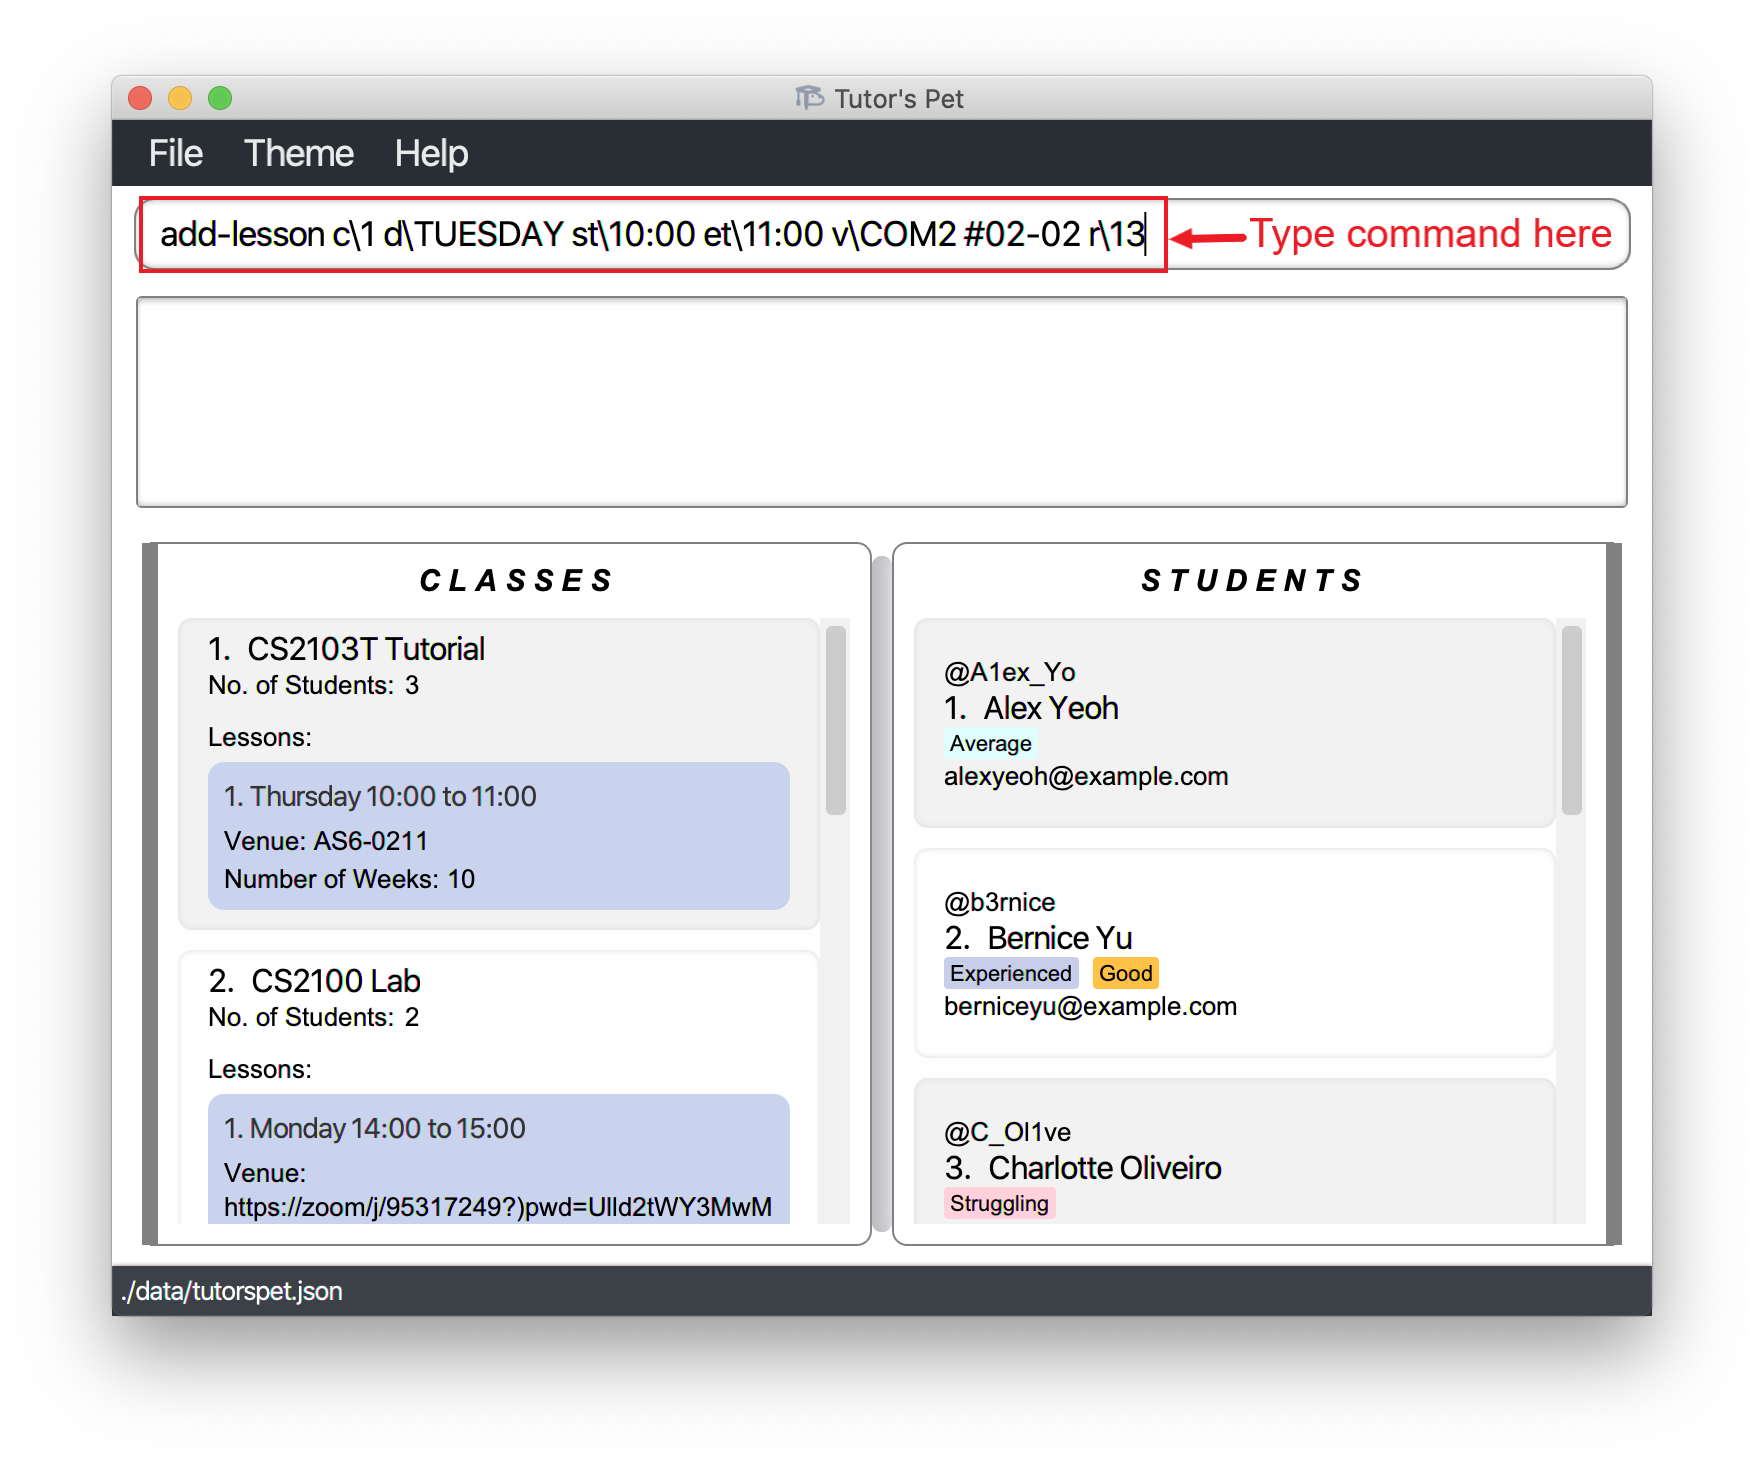 Tutor's Pet
File Theme Help
add-lesson c\1 d\TUESDAY st\10:00 et\11:00 v\COM2 #02-02 r\13
Type command here
CLASSES
1. CS2103T Tutorial
No. of Students: 3
Lessons:
1. Thursday 10:00 to 11:00
Venue: AS6-0211
Number of Weeks: 10
2. CS2100 Lab
No. of Students: 2
Lessons:
1. Monday 14:00 to 15:00
Venue:
https://zoom/j/95317249?)pwd=Ulld2tWY3MwM
STUDENTS
@A1ex_Yo
1. Alex Yeoh
Average
alexyeoh@example.com
@b3rnice
2. Bernice Yu
Experienced Good
berniceyu@example.com
@C_Ol1ve
3. Charlotte Oliveiro
Struggling
./data/tutorspet.json